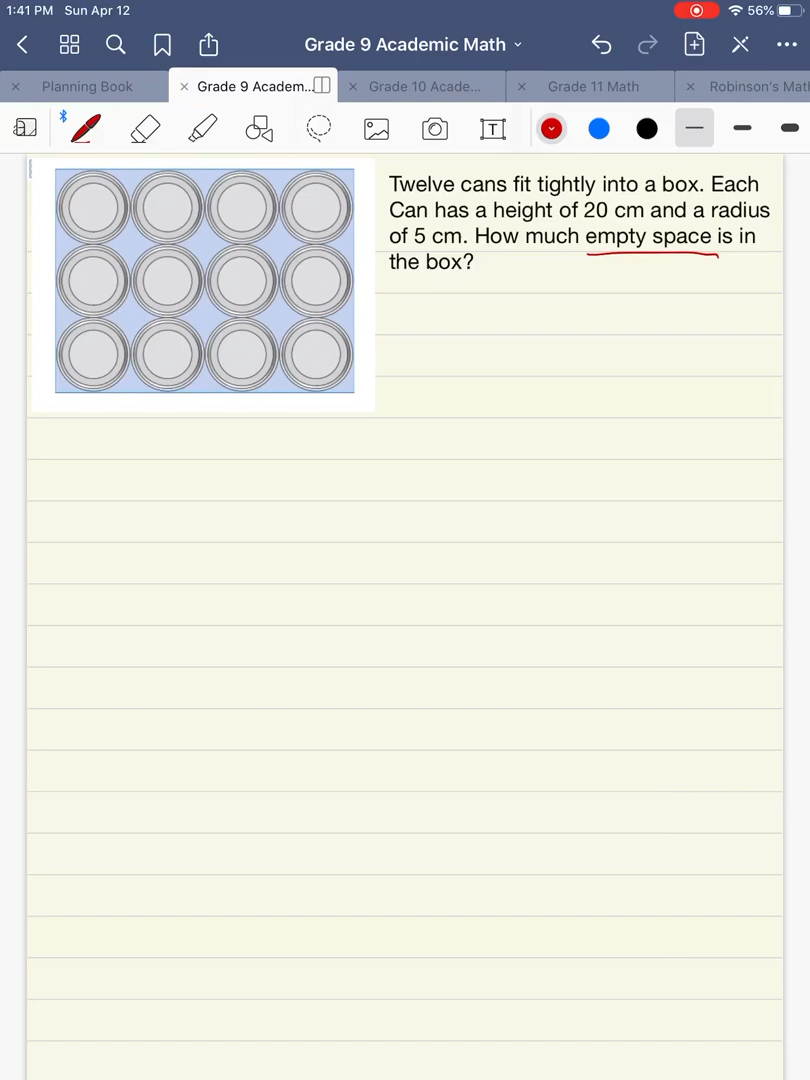 1:41 PM Sun Apr 12
56%
Grade 9 Academic Math
Planning Book
Grade 9 Academ...
Grade 10 Acade...
Grade 11 Math
Robinson's Mat
T
Twelve cans fit tightly into a box. Each
Can has a height of 20 cm and a radius
of 5 cm. How much empty space is in
the box?